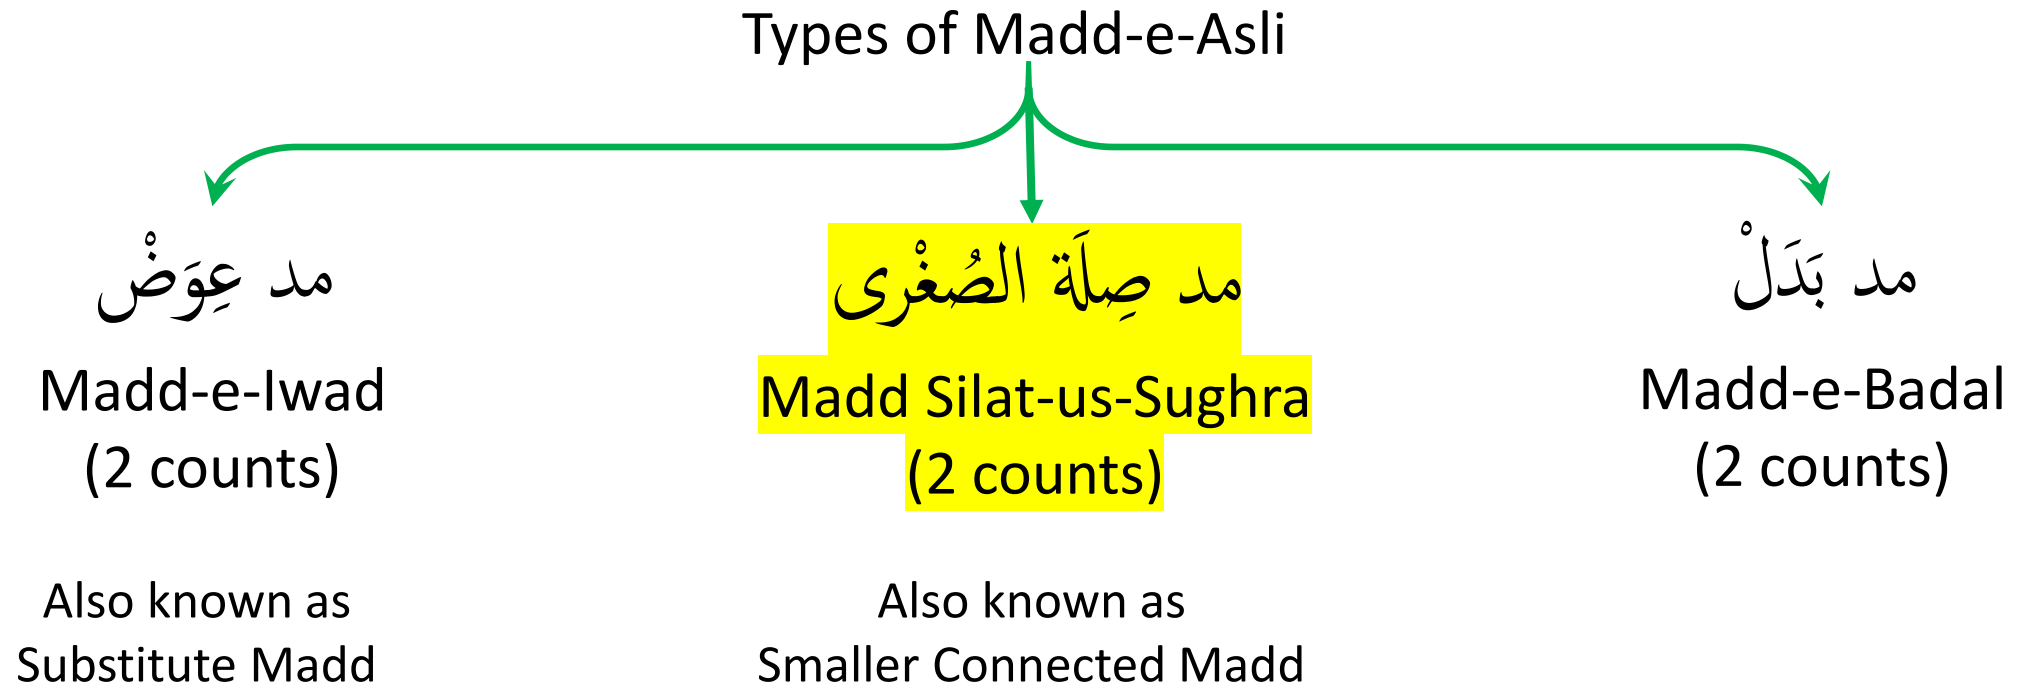 Types of Madd-e-Asli
مد عِوَضْ
Madd-e-Iwad
(2 counts)
Also known as
Substitute Madd
مد صِلَة الصُغْرى
Madd Silat-us-Sughra
(2 counts)
Also known as
Smaller Connected Madd
مد بَدَلْ
Madd-e-Badal
(2 counts)